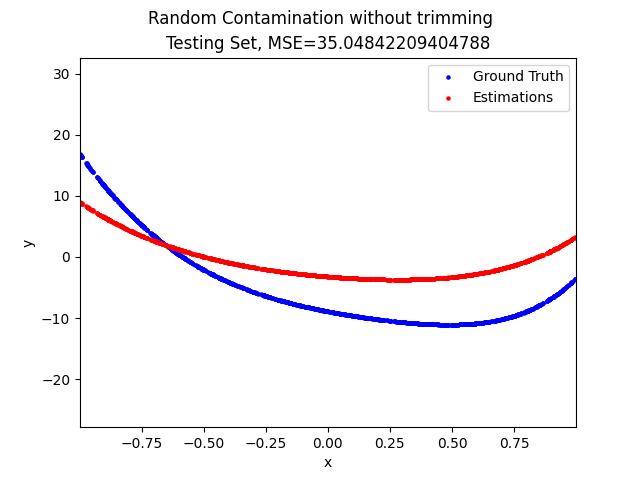 Random Contamination without trimming
Testing Set, MSE=35.04842209404788
Ground Truth
Estimations
30
20
10
0
−10
−20
y
−0.75
−0.50
−0.25
0.00
0.25
0.50
0.75
x